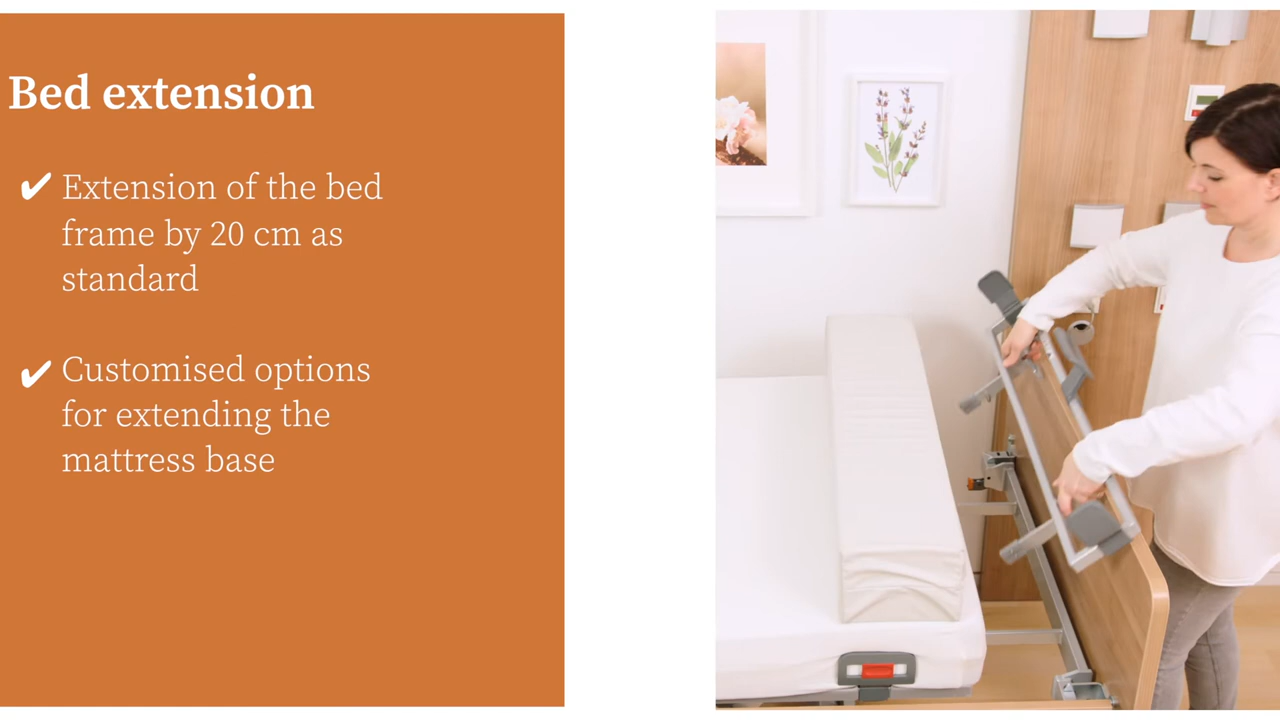 Bed extension
✔ Extension of the bed
frame by 20 cm as
standard
✔ Customised options
for extending the
mattress base